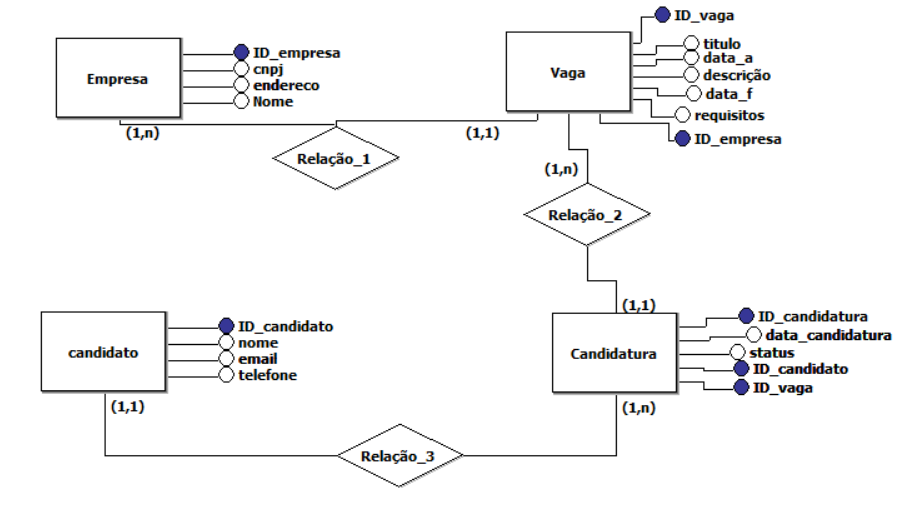 Empresa
ID_empresa
cnpj
endereco
Nome
(1,n)
Relação_1
(1,1)
Vaga
ID_vaga
titulo
data_a
descrição
data_f
requisitos
ID_empresa
(1,n)
Relação_2
(1,1)
candidato
ID_candidato
nome
email
telefone
(1,1)
Candidatura
ID_candidatura
data_candidatura
status
ID_candidato
ID_vaga
(1,n)
Relação_3